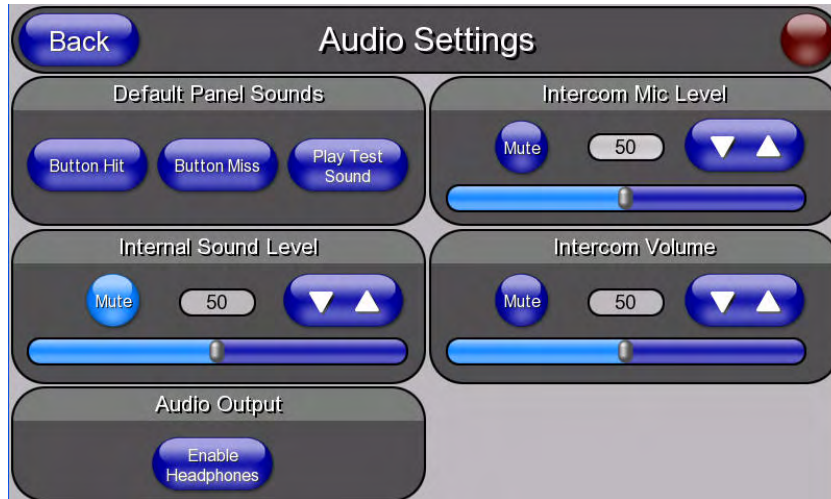 Back
Audio Settings
Default Panel Sounds
Button Hit
Button Miss
Play Test
Sound
Intercom Mic Level
Mute
50
Internal Sound Level
Mute
50
Intercom Volume
Mute
50
Audio Output
Enable
Headphones